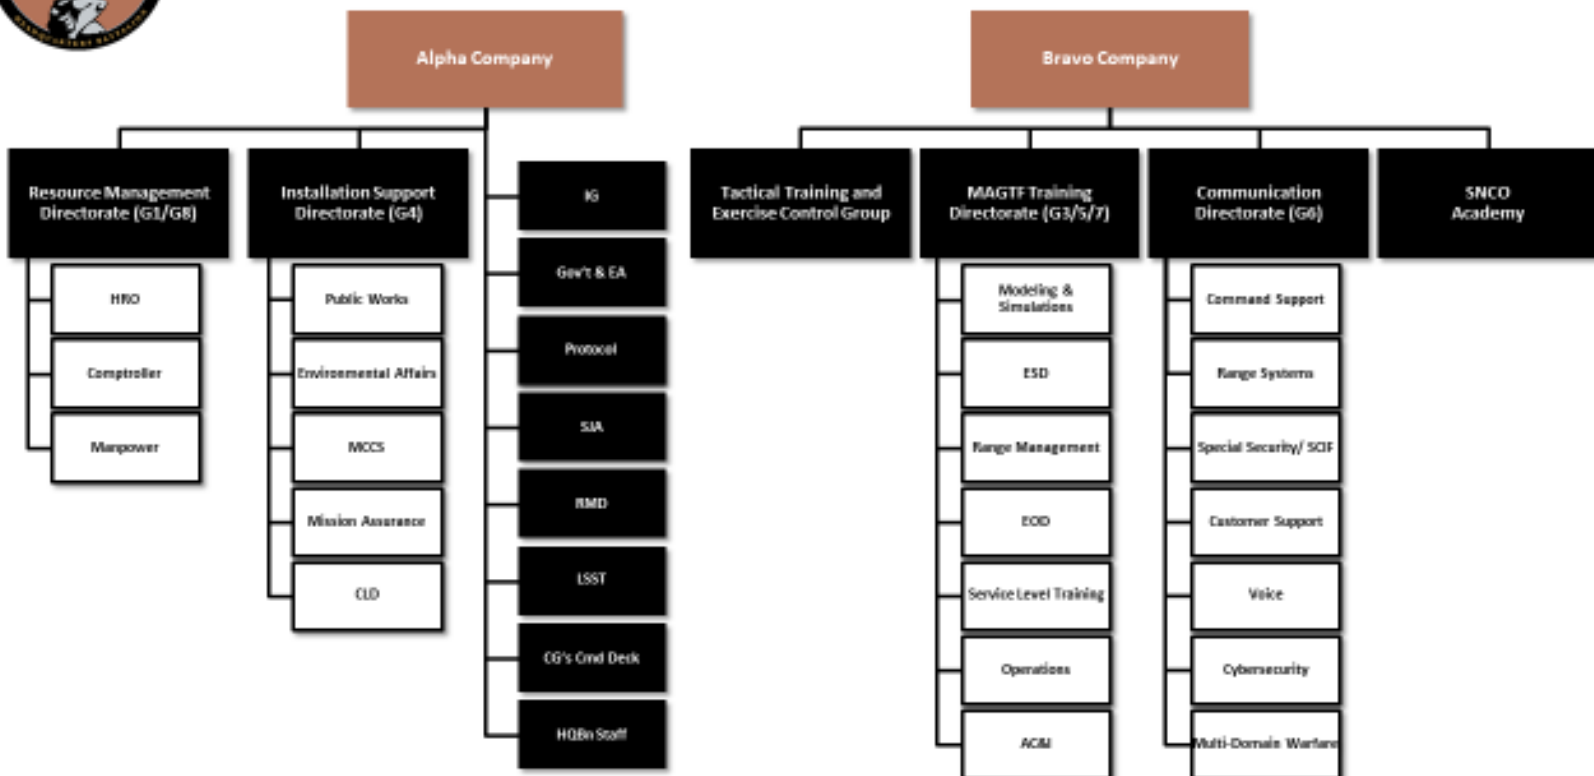 HEADQUARTERS BATTALION
Alpha Company
Bravo Company
Resource Management
Directorate (G1/G8)
Installation Support
Directorate (G4)
IG
Gov't & EA
Protocol
SJA
RMD
LSST
CG's Cmd Deck
HQBn Staff
HRO
Comptroller
Manpower
Public Works
Environmental Affairs
MCCS
Mission Assurance
CLD
Tactical Training and
Exercise Control Group
MAGTF Training
Directorate (G3/5/7)
Communication
Directorate (G6)
SNCO
Academy
Modeling &
Simulations
ESD
Range Management
EOD
Service Level Training
Operations
Command Support
Range Systems
Special Security/ SCIF
Customer Support
Voice
Cybersecurity
Multi-Domain Warfare